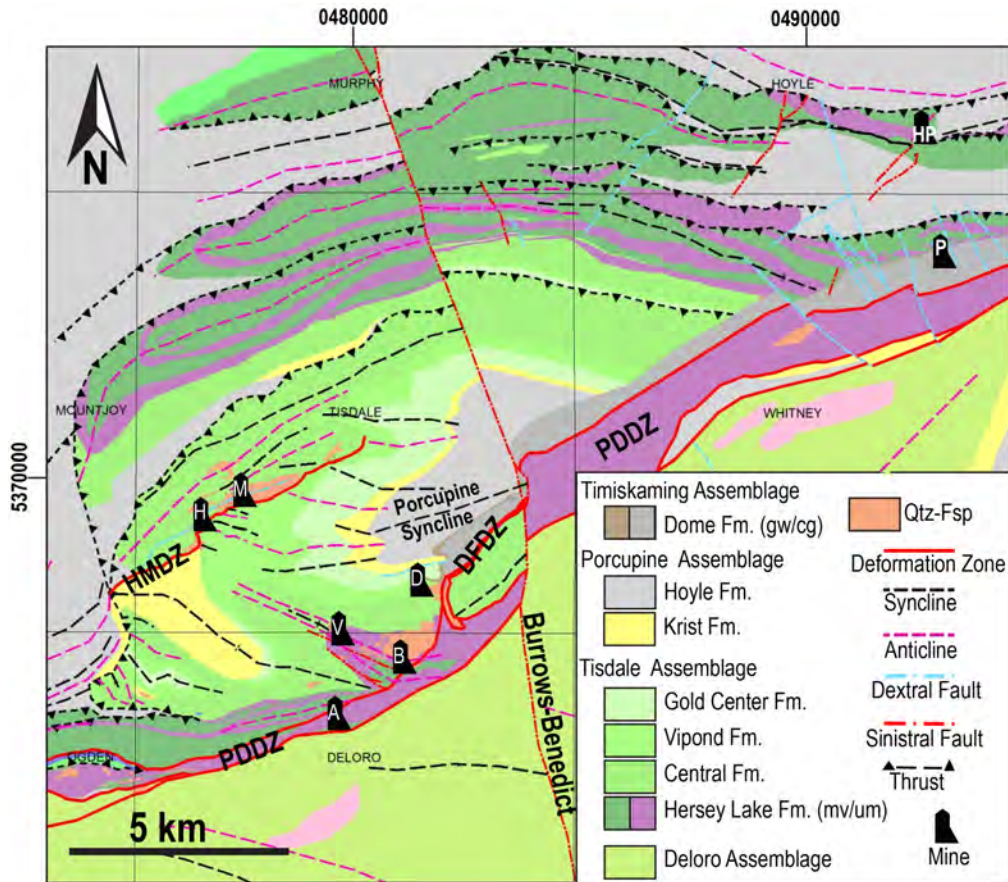 0480000
0490000
MURPHY
HOYLE
N
HP
P
MOUNTJOY
TISDALE
WHITNEY
PDDZ
5370000
M
H
Porcupine
Syncline
HMDZ
DFDZ
D
V
B
A
Burrows-Benedict
PDDZ
OGDEN
DELORO
5 km
Timiskaming Assemblage
Dome Fm. (gw/cg)
Porcupine Assemblage
Hoyle Fm.
Krist Fm.
Tisdale Assemblage
Gold Center Fm.
Vipond Fm.
Central Fm.
Hersey Lake Fm. (mv/um)
Deloro Assemblage
Qtz-Fsp
Deformation Zone
Syncline
Anticline
Dextral Fault
Sinistral Fault
Thrust
Mine